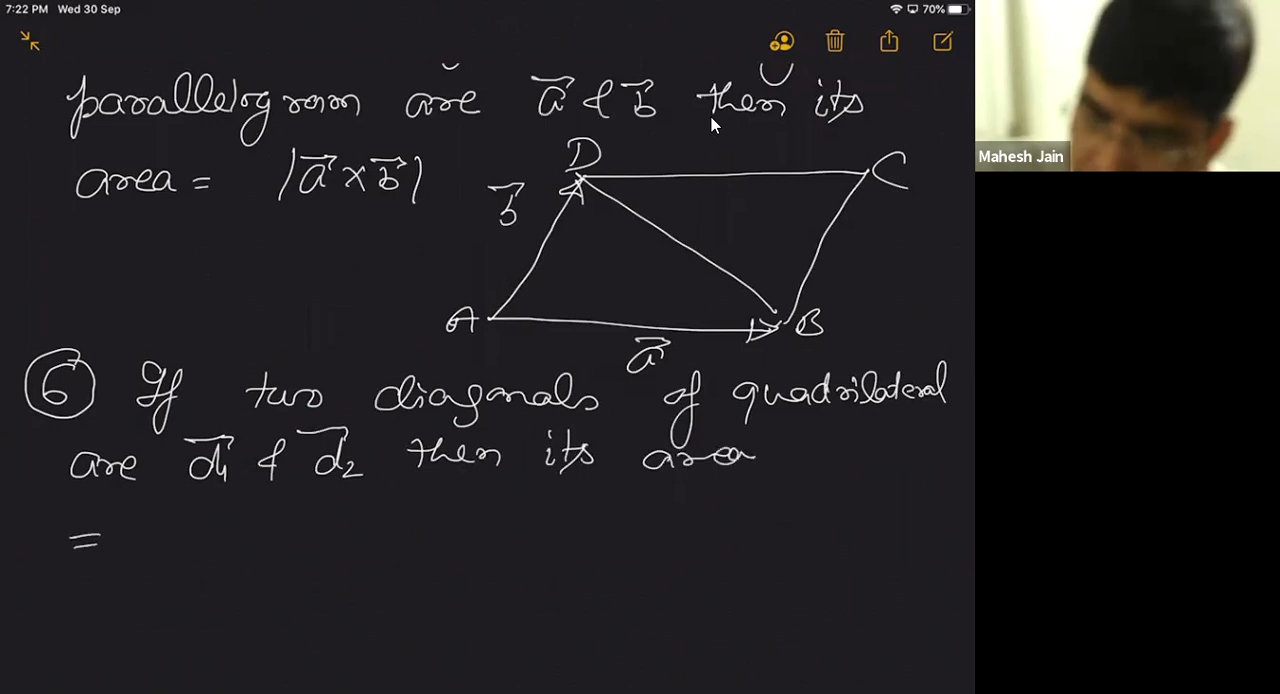 7:22 PM Wed 30 Sep 70%
Mahesh Jain
parallelogram are a⃗ & b⃗ then its
area = |a⃗ × b⃗|
D
C
b⃗
A
B
a⃗
⑥ If two diagonals of quadrilateral
are d⃗₁ & d⃗₂ then its area
=